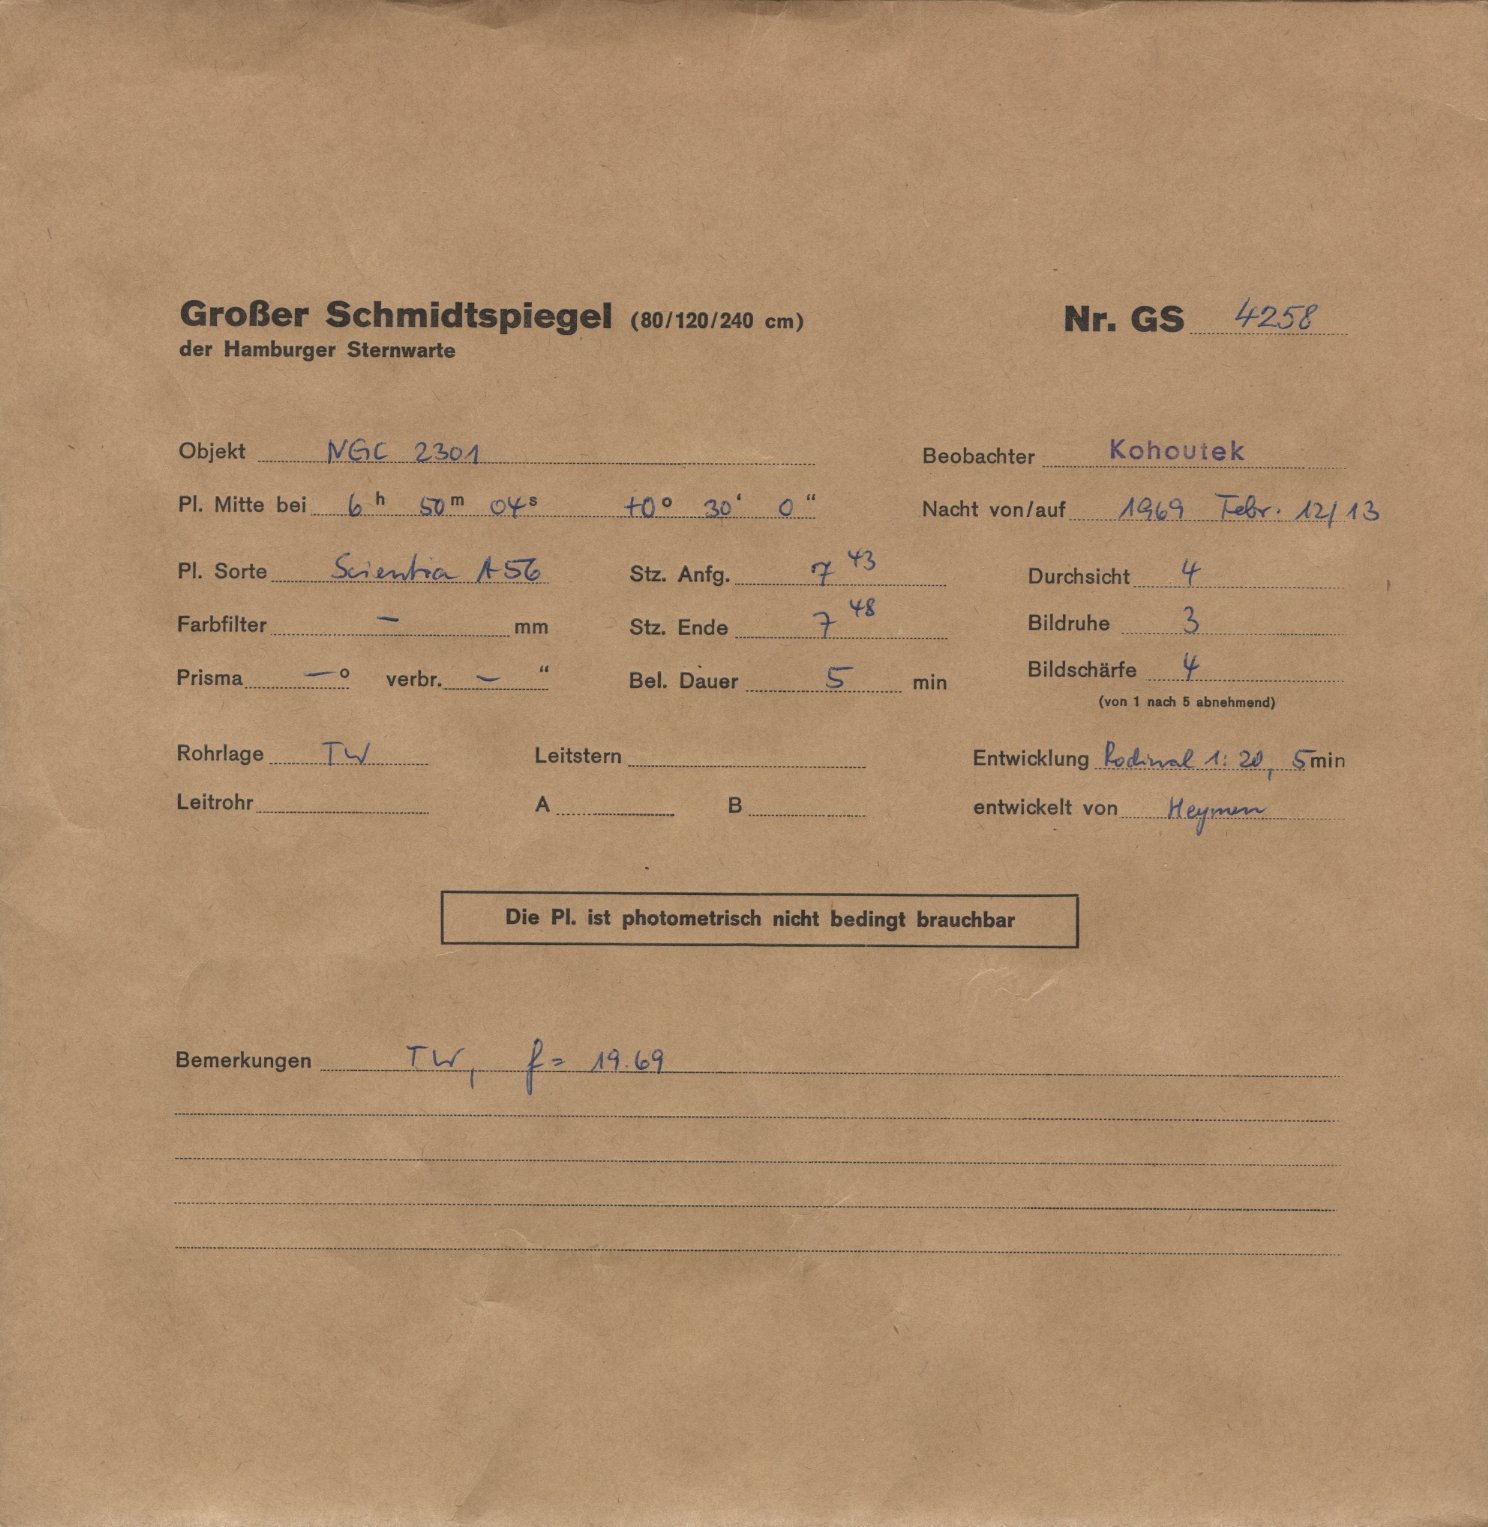 Großer Schmidtspiegel (80/120/240 cm) Nr. GS 4258
der Hamburger Sternwarte
Objekt NGC 2301 Beobachter Kohoutek
Pl. Mitte bei 6 h 50 m 04 s +0° 30' 0" Nacht von/auf 1969 Febr. 12/13
Pl. Sorte Scientia A 56 Stz. Anfg. 7 43 Durchsicht 4
Farbfilter – mm Stz. Ende 7 48 Bildruhe 3
Prisma – ° verbr. – " Bel. Dauer 5 min Bildschärfe 4
(von 1 nach 5 abnehmend)
Rohrlage TW Leitstern Entwicklung Rodinal 1:20, 5 min
Leitrohr A B entwickelt von Heymen
Die Pl. ist photometrisch nicht bedingt brauchbar
Bemerkungen TW, f = 19.69